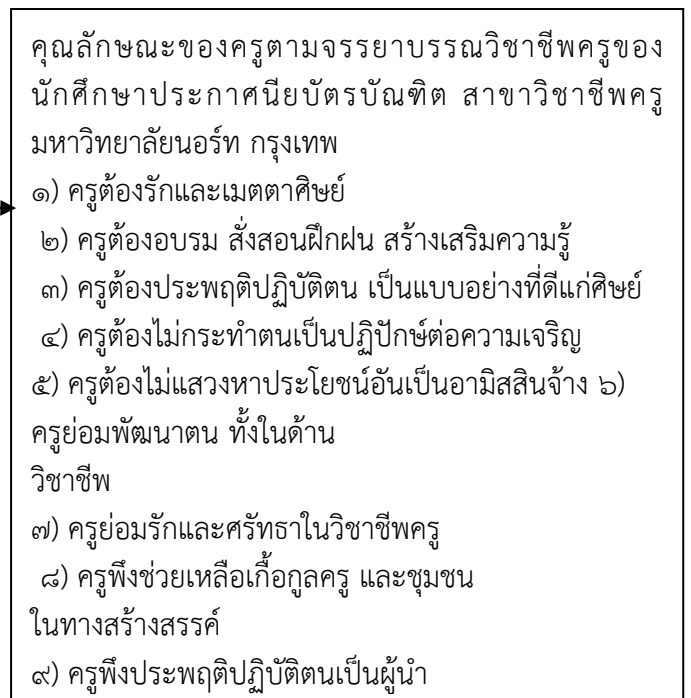 คุณลักษณะของครูตามจรรยาบรรณวิชาชีพครูของ
นักศึกษาประกาศนียบัตรบัณฑิต สาขาวิชาชีพครู
มหาวิทยาลัยนอร์ท กรุงเทพ
๑) ครูต้องรักและเมตตาศิษย์
๒) ครูต้องอบรม สั่งสอนฝึกฝน สร้างเสริมความรู้
๓) ครูต้องประพฤติปฏิบัติตน เป็นแบบอย่างที่ดีแก่ศิษย์
๔) ครูต้องไม่กระทำตนเป็นปฏิปักษ์ต่อความเจริญ
๕) ครูต้องไม่แสวงหาประโยชน์อันเป็นอามิสสินจ้าง ๖)
ครูย่อมพัฒนาตน ทั้งในด้าน
วิชาชีพ
๗) ครูย่อมรักและศรัทธาในวิชาชีพครู
๘) ครูพึงช่วยเหลือเกื้อกูลครู และชุมชน
ในทางสร้างสรรค์
๙) ครูพึงประพฤติปฏิบัติตนเป็นผู้นำ